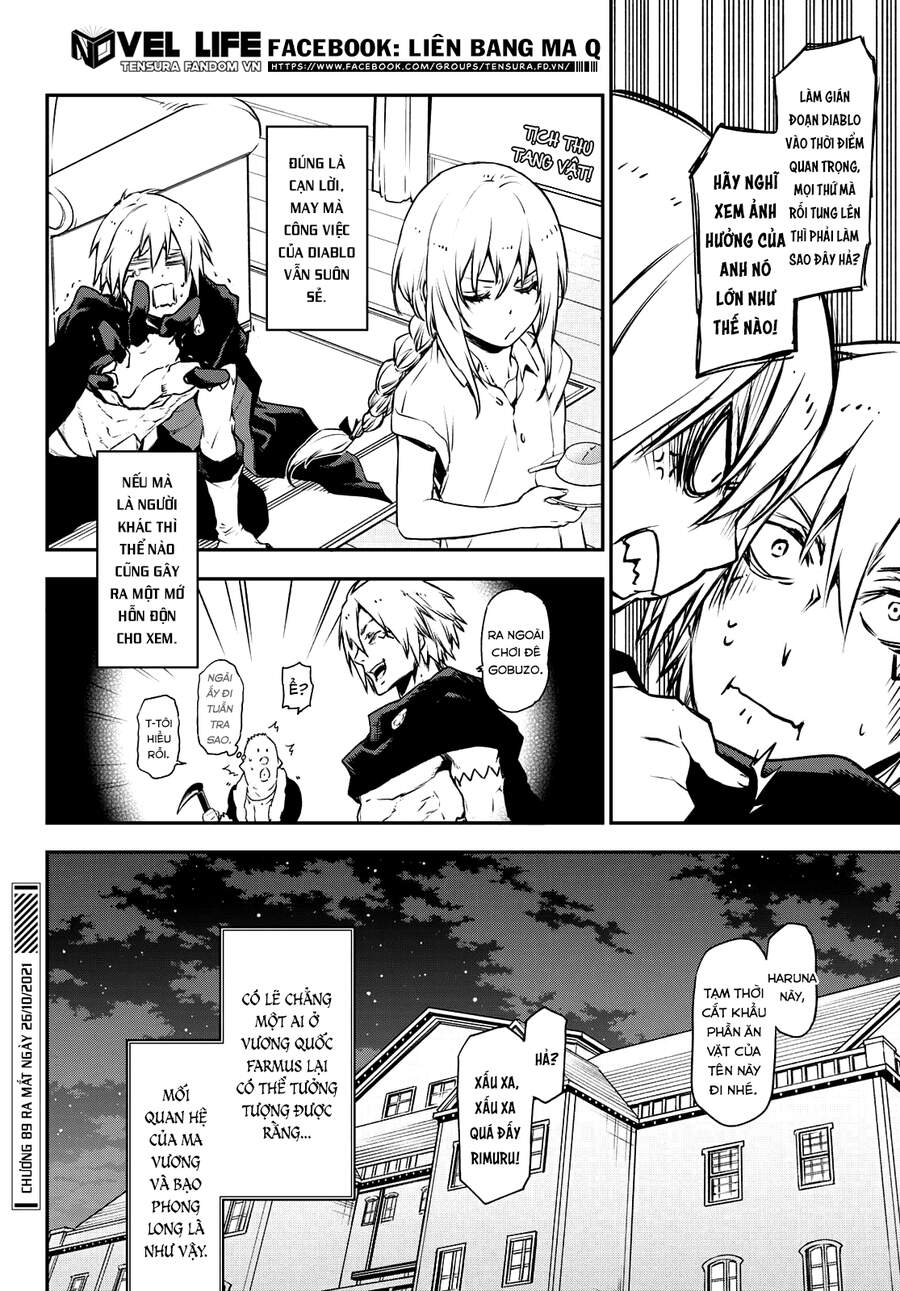 NOVEL LIFE
TENSURA FANDOM VN
FACEBOOK: LIÊN BANG MA Q
HTTPS://WWW.FACEBOOK.COM/GROUPS/TENSURA.FD.VN/
LÀM GIÁN
ĐOẠN DIABLO
VÀO THỜI ĐIỂM
QUAN TRỌNG,
MỌI THỨ MÀ
RỐI TUNG LÊN
THÌ PHẢI LÀM
SAO ĐÂY HẢ?
HÃY NGHĨ
XEM ẢNH
HƯỞNG CỦA
ANH NÓ
LỚN NHƯ
THẾ NÀO!
TỊCH THU
TANG VẬT!
ĐÚNG LÀ
CẠN LỜI,
MAY MÀ
CÔNG VIỆC
CỦA DIABLO
VẪN SUÔN
SẺ.
NẾU MÀ
LÀ NGƯỜI
KHÁC THÌ
THẾ NÀO
CŨNG GÂY
RA MỘT MỚ
HỖN ĐỘN
CHO XEM.
RA NGOÀI
CHƠI ĐÊ
GOBUZO.
Ể?
NGÀI
ẤY ĐI
TUẦN
TRA
SAO.
T-TÔI
HIỂU
RỒI.
HARUNA
NÀY,
TẠM THỜI
CẮT KHẨU
PHẦN ĂN
VẶT CỦA
TÊN NÀY
ĐI NHÉ.
HẢ?
XẤU XA,
XẤU XA
QUÁ ĐẤY
RIMURU!
CÓ LẼ CHẲNG
MỘT AI Ở
VƯƠNG QUỐC
FARMUS LẠI
CÓ THỂ TƯỞNG
TƯỢNG ĐƯỢC
RẰNG...
MỐI
QUAN HỆ
CỦA MA
VƯƠNG
VÀ BẠO
PHONG
LONG LÀ
NHƯ VẬY.
CHƯƠNG 89 RA MẮT NGÀY 26/10/2021